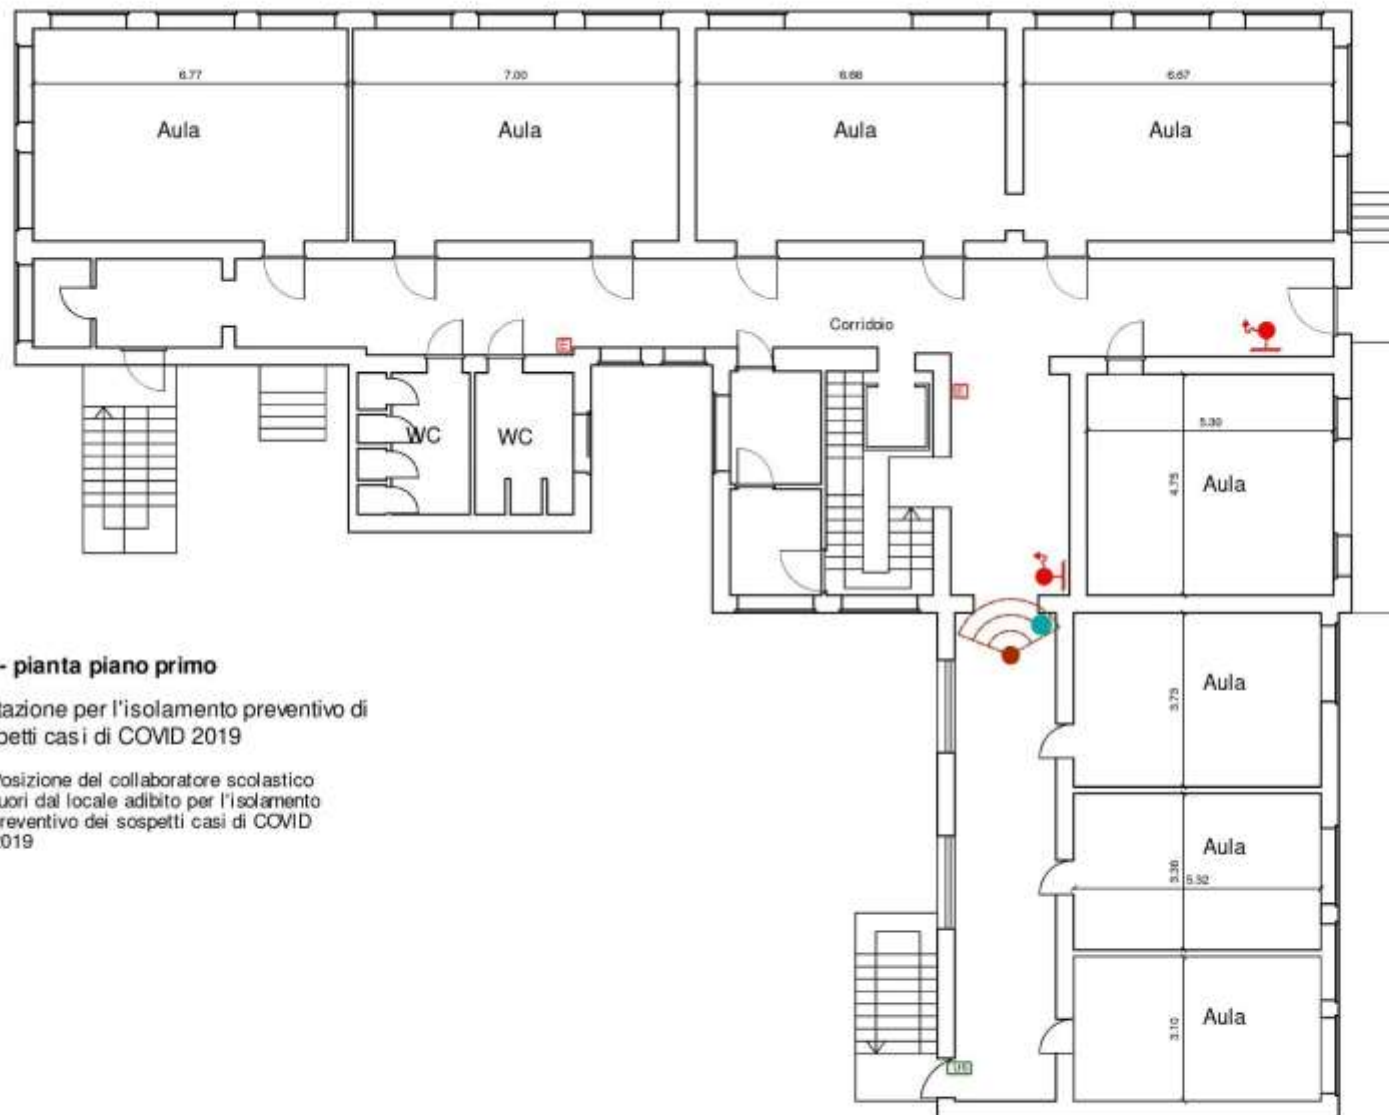 6.77
7.00
6.66
6.67
Aula
Aula
Aula
Aula
Corridoio
E
E
WC
WC
5.30
4.75
Aula
- pianta piano primo
tazione per l'isolamento preventivo di
petti casi di COVID 2019
osizione del collaboratore scolastico
uori dal locale adibito per l'isolamento
reventivo dei sospetti casi di COVID
2019
3.73
Aula
3.36
5.32
Aula
3.10
Aula